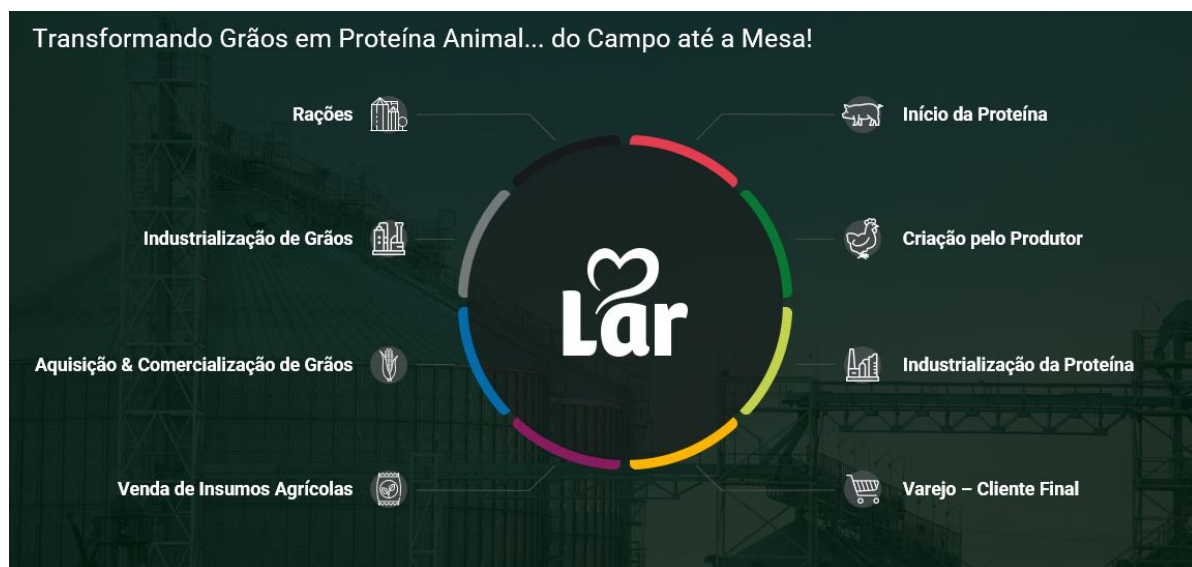 Transformando Grãos em Proteína Animal... do Campo até a Mesa!
Rações
Início da Proteína
Industrialização de Grãos
Criação pelo Produtor
Lar
Aquisição & Comercialização de Grãos
Industrialização da Proteína
Venda de Insumos Agrícolas
Varejo – Cliente Final